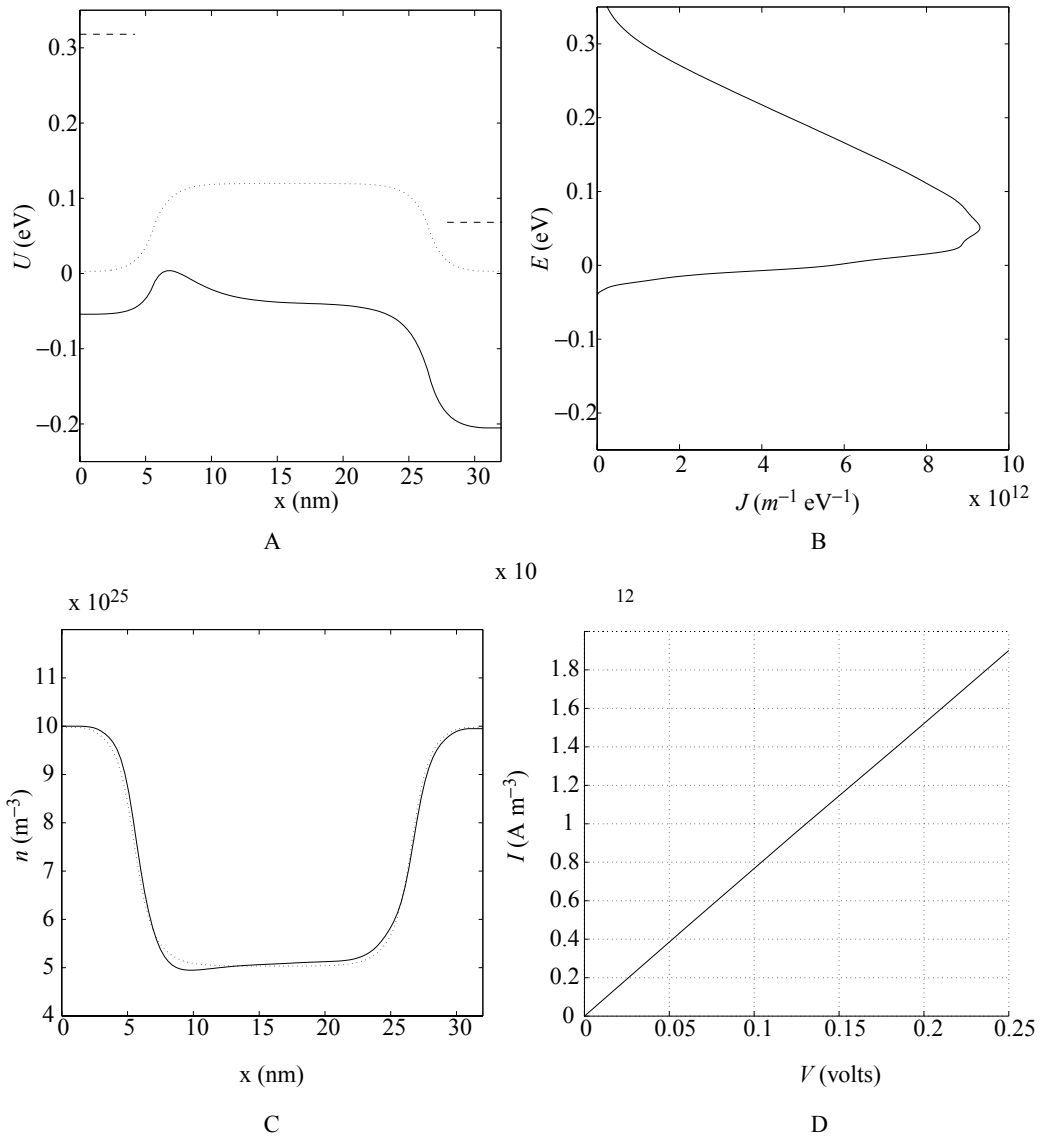 0.3
0.2
0.1
0
−0.1
−0.2
U (eV)
0 5 10 15 20 25 30
x (nm)
A
0.3
0.2
0.1
0
−0.1
−0.2
E (eV)
0 2 4 6 8 10
J (m⁻¹ eV⁻¹)
x 10¹²
B
x 10
x 10²⁵
12
11
10
9
8
7
6
5
4
n (m⁻³)
0 5 10 15 20 25 30
x (nm)
C
1.8
1.6
1.4
1.2
1
0.8
0.6
0.4
0.2
0
I (A m⁻³)
0 0.05 0.1 0.15 0.2 0.25
V (volts)
D